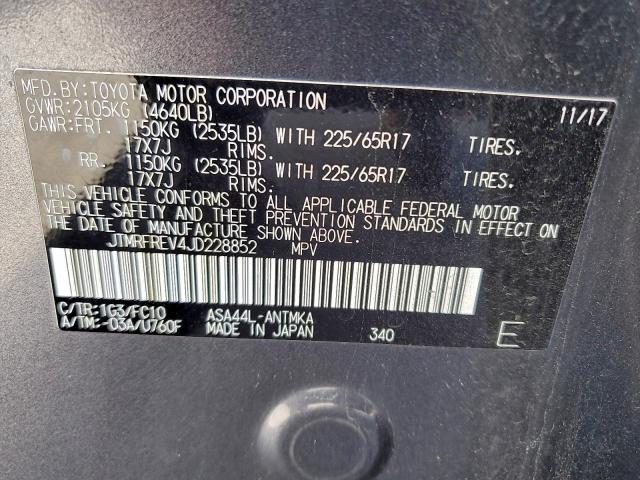 MFD.BY:TOYOTA MOTOR CORPORATION 11/17
GVWR:2105KG (4640LB)
GAWR:FRT. 1150KG (2535LB) WITH 225/65R17 TIRES.
17X7J RIMS.
RR. 1150KG (2535LB) WITH 225/65R17 TIRES.
17X7J RIMS.
THIS VEHICLE CONFORMS TO ALL APPLICABLE FEDERAL MOTOR
VEHICLE SAFETY AND THEFT PREVENTION STANDARDS IN EFFECT ON
THE DATE OF MANUFACTURE SHOWN ABOVE.
JTMRFREV4JD228852 MPV
C/TR:1G3/FC10 ASA44L-ANTMKA
A/TM:-03A/U760F MADE IN JAPAN 340 E